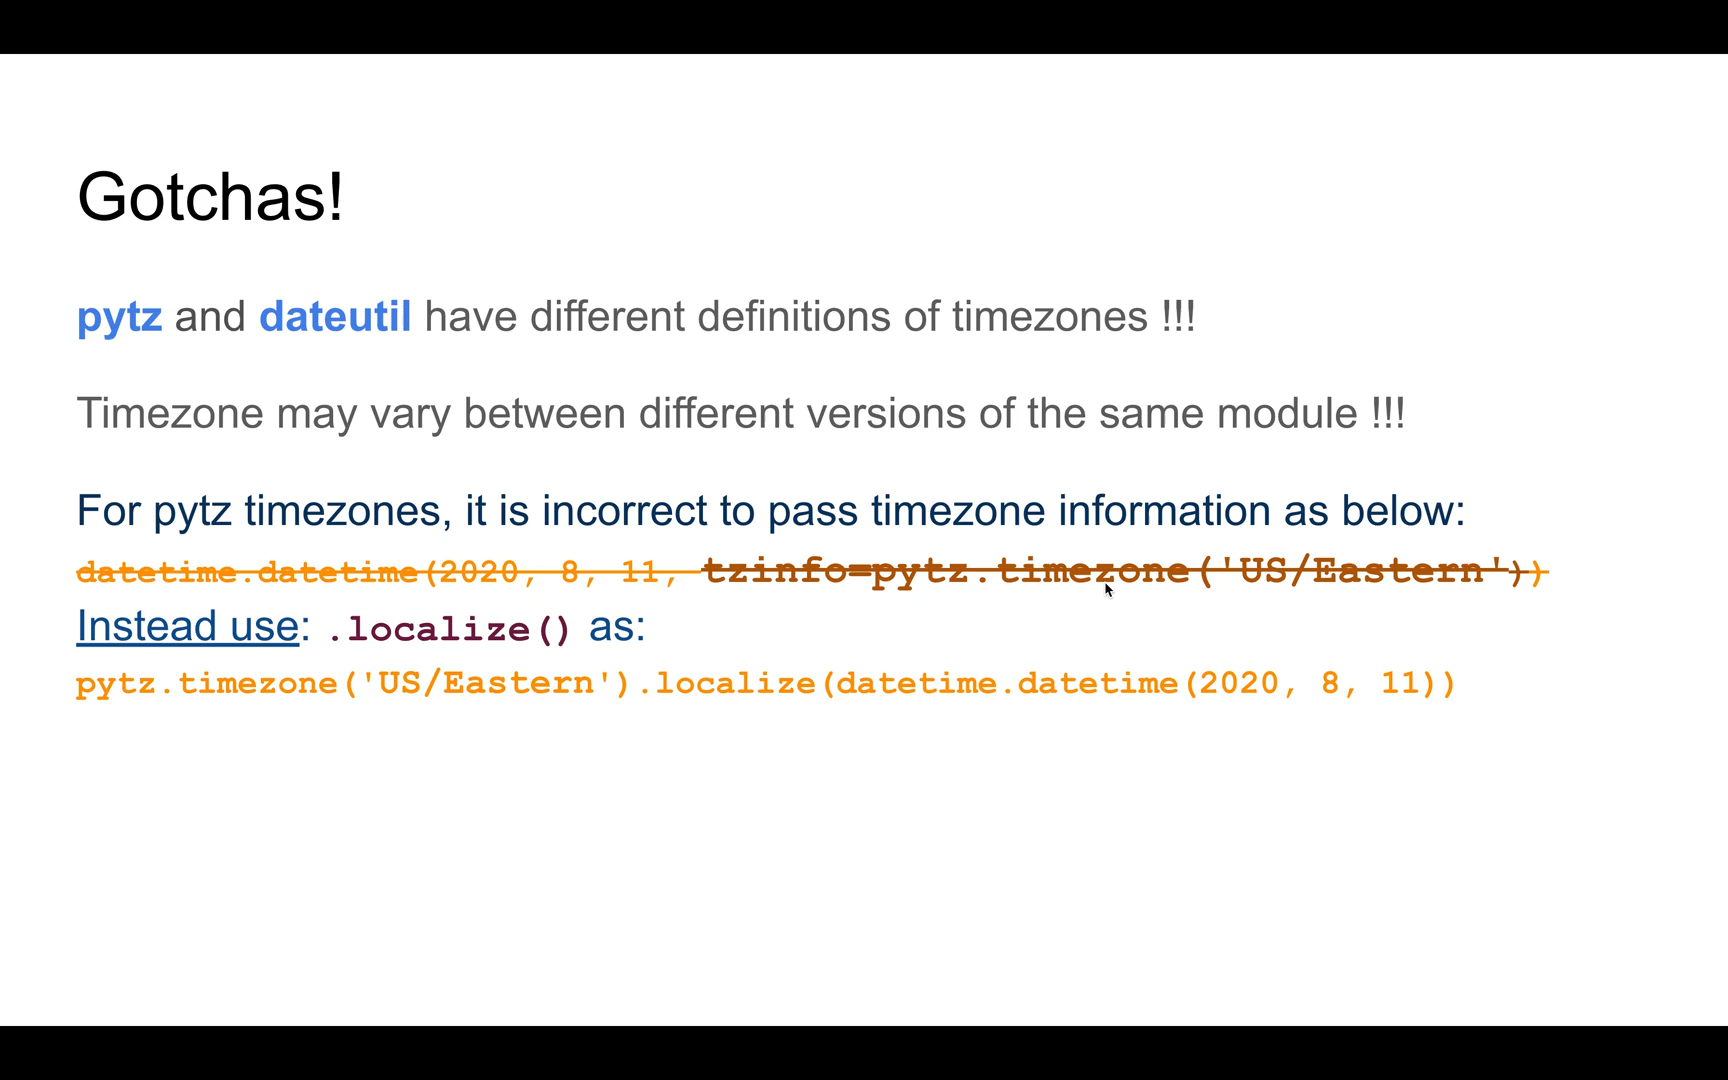 Gotchas!
pytz and dateutil have different definitions of timezones !!!
Timezone may vary between different versions of the same module !!!
For pytz timezones, it is incorrect to pass timezone information as below:
datetime.datetime(2020, 8, 11, tzinfo=pytz.timezone('US/Eastern'))
Instead use: .localize() as:
pytz.timezone('US/Eastern').localize(datetime.datetime(2020, 8, 11))